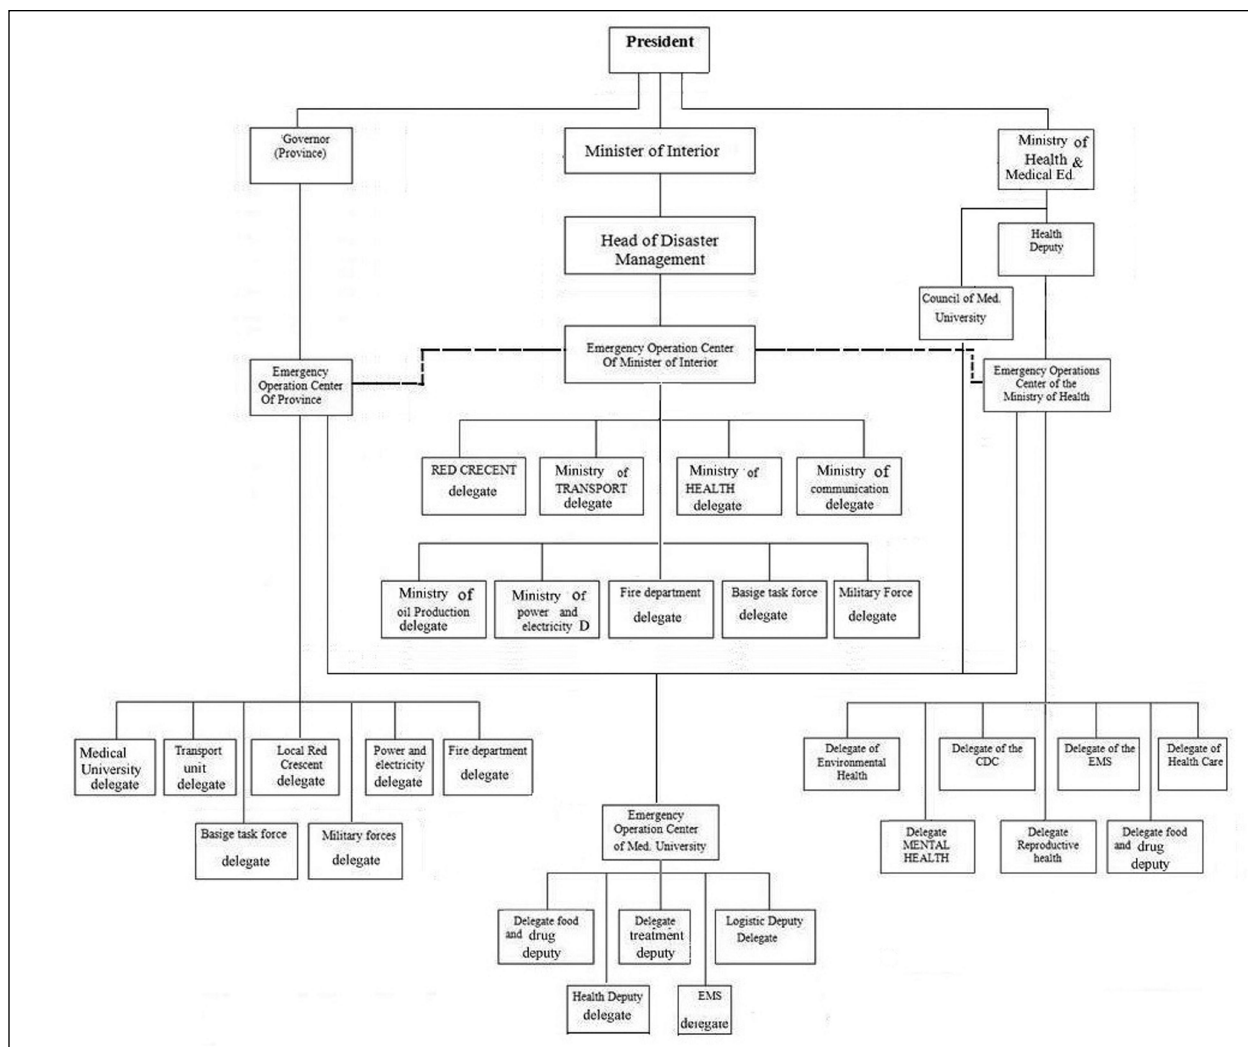 President
Governor
(Province)
Minister of Interior
Ministry of
Health &
Medical Ed.
Head of Disaster
Management
Health
Deputy
Council of Med.
University
Emergency Operation Center
Of Minister of Interior
Emergency
Operation Center
Of Province
Emergency Operations
Center of the
Ministry of Health
RED CRECENT
delegate
Ministry of
TRANSPORT
delegate
Ministry of
HEALTH
delegate
Ministry of
communication
delegate
Ministry of
oil Production
delegate
Ministry of
power and
electricity D
Fire department
delegate
Basige task force
delegate
Military Force
delegate
Medical
University
delegate
Transport
unit
delegate
Local Red
Crescent
delegate
Power and
electricity
delegate
Fire department
delegate
Basige task force
delegate
Military forces
delegate
Delegate of
Environmental
Health
Delegate of the
CDC
Delegate of the
EMS
Delegate of
Health Care
Delegate
MENTAL
HEALTH
Delegate
Reproductive
health
Delegate food
and drug
deputy
Emergency
Operation Center
of Med. University
Delegate food
and drug
deputy
Delegate
treatment
deputy
Logistic Deputy
Delegate
Health Deputy
delegate
EMS
delegate